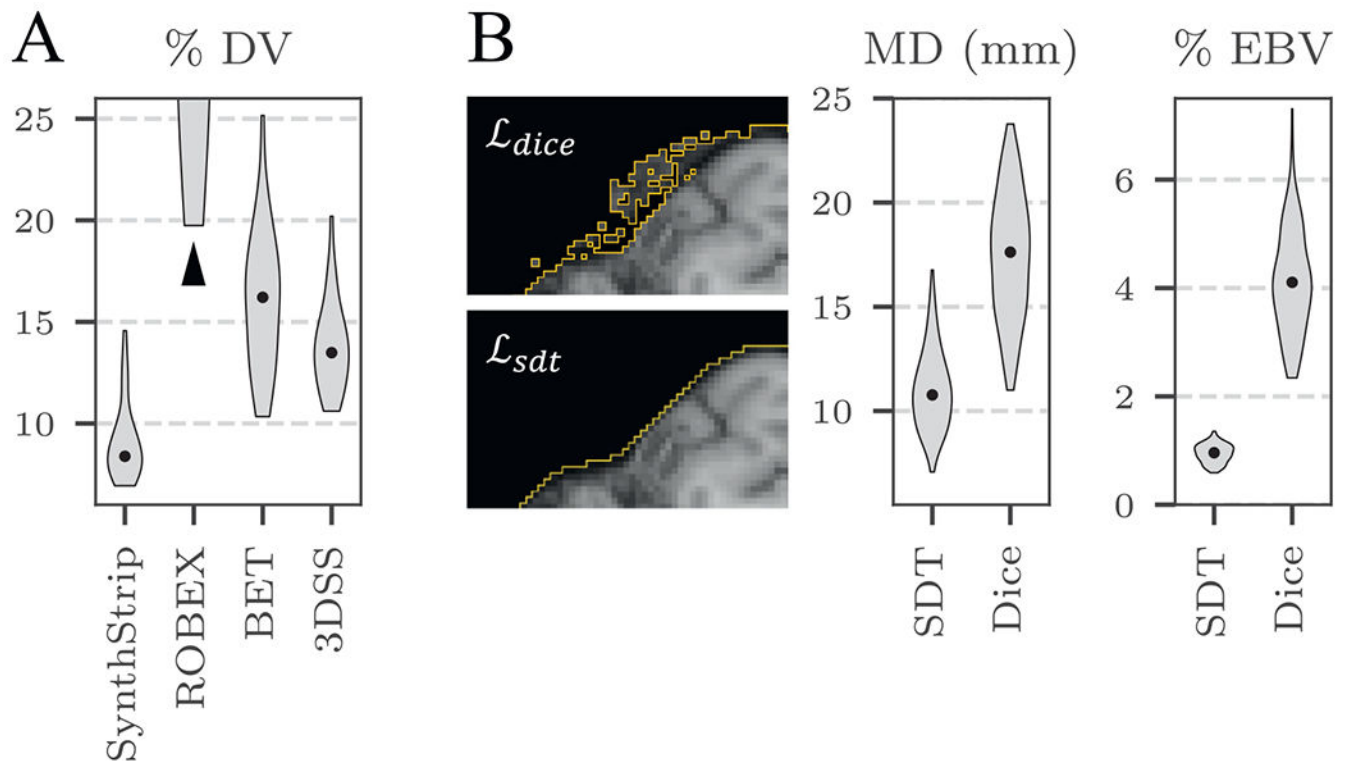 A
% DV
25
20
15
10
SynthStrip
ROBEX
BET
3DSS
B
ℒdice
ℒsdt
MD (mm)
25
20
15
10
SDT
Dice
% EBV
6
4
2
0
SDT
Dice